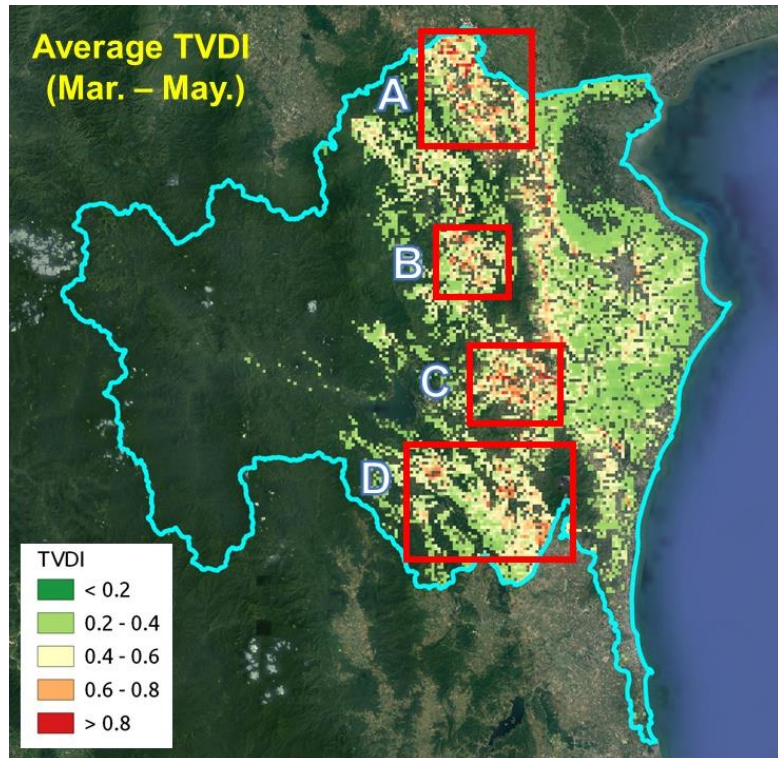 Average TVDI
(Mar. – May.)
A
B
C
D
TVDI
< 0.2
0.2 - 0.4
0.4 - 0.6
0.6 - 0.8
> 0.8